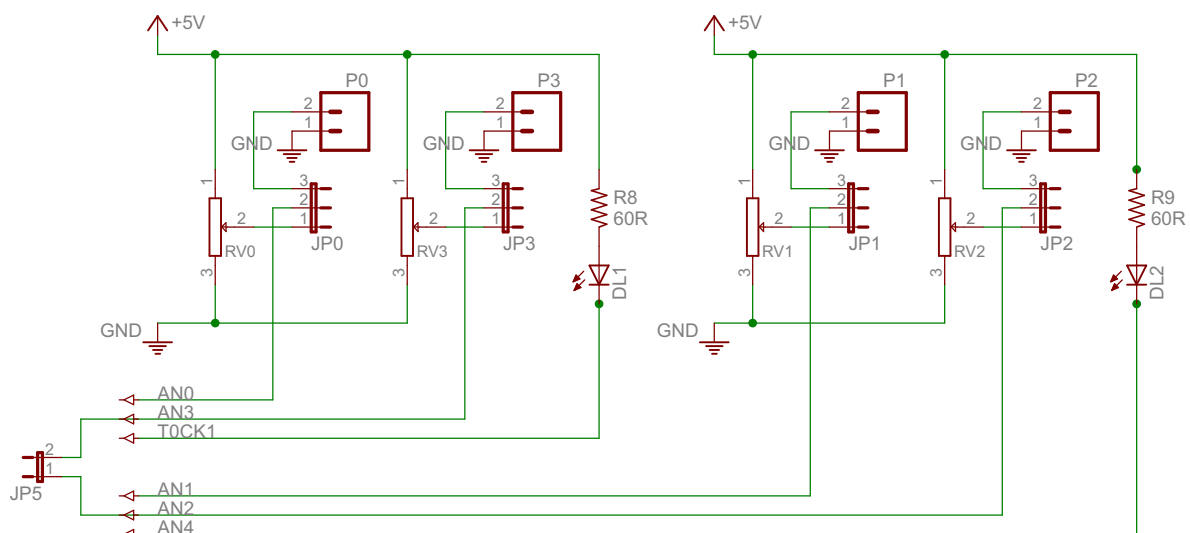 +5V +5V
P0 P3 P1 P2
2 2 2 2
1 1 1 1
GND GND GND GND
1 3 1 3 R8 1 3 1 3 R9
2 2 60R 2 2 60R
2 1 2 1 2 1 2 1
RV0 JP0 RV3 JP3 RV1 JP1 RV2 JP2
3 3 DL1 3 3 DL2
GND GND
AN0
AN3
T0CK1
2
1
JP5
AN1
AN2
AN4